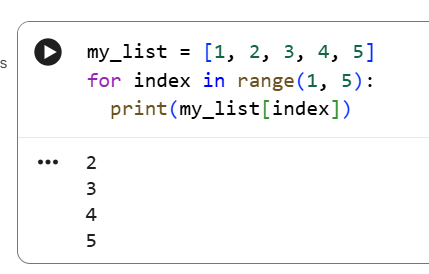 s
my_list = [1, 2, 3, 4, 5]
for index in range(1, 5):
  print(my_list[index])
2
3
4
5